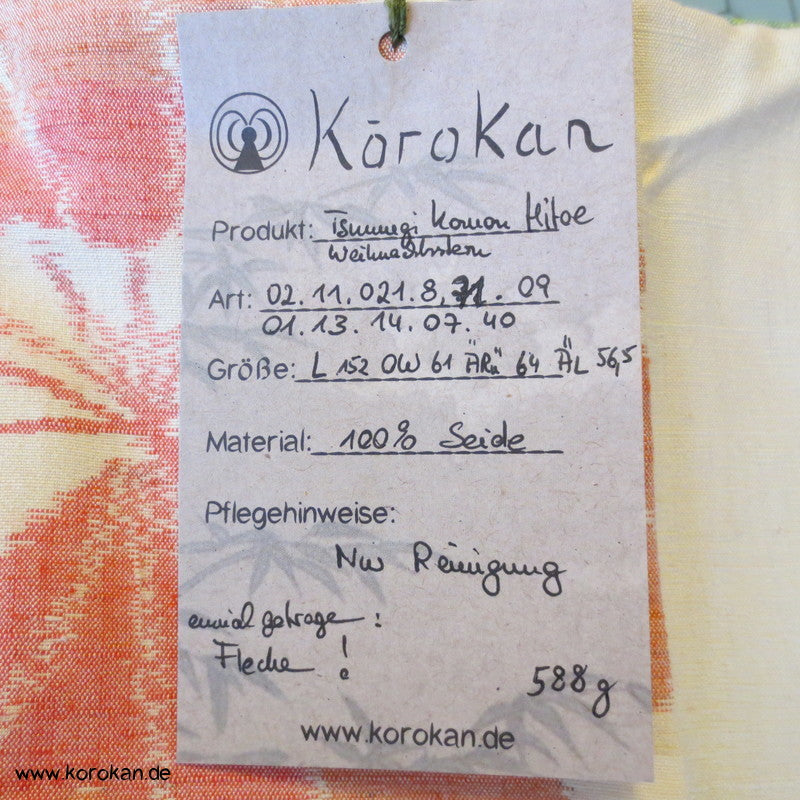 Kōrokan
Produkt: Tsumugi Komon Hitoe
Weihnachtsstern
Art: 02.11.021.8. . 09
01.13.14.07.40
Größe: L 152 OW 61 ÄRü 64 ÄL 56,5
Material: 100% Seide
Pflegehinweise:
Nur Reinigung
einmal getragen :
Flecke !
588g
www.korokan.de
www.korokan.de